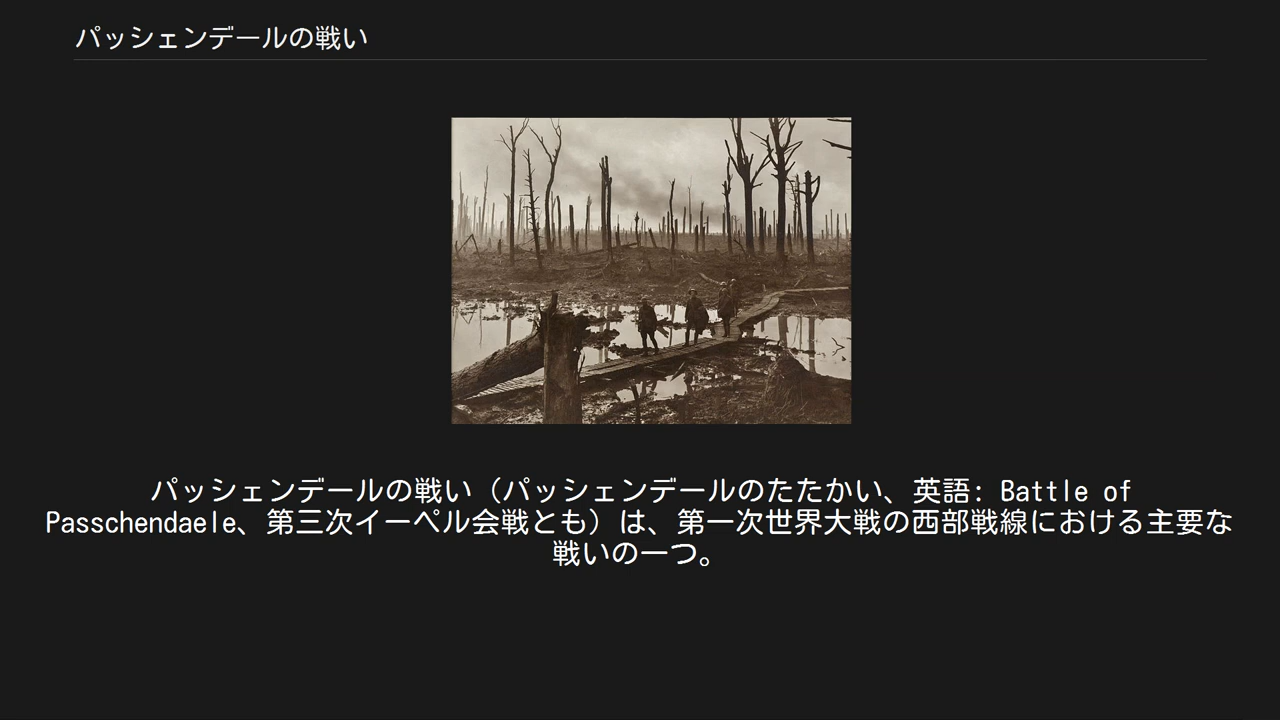 パッシェンデールの戦い
パッシェンデールの戦い（パッシェンデールのたたかい、英語: Battle of
Passchendaele、第三次イーペル会戦とも）は、第一次世界大戦の西部戦線における主要な
戦いの一つ。